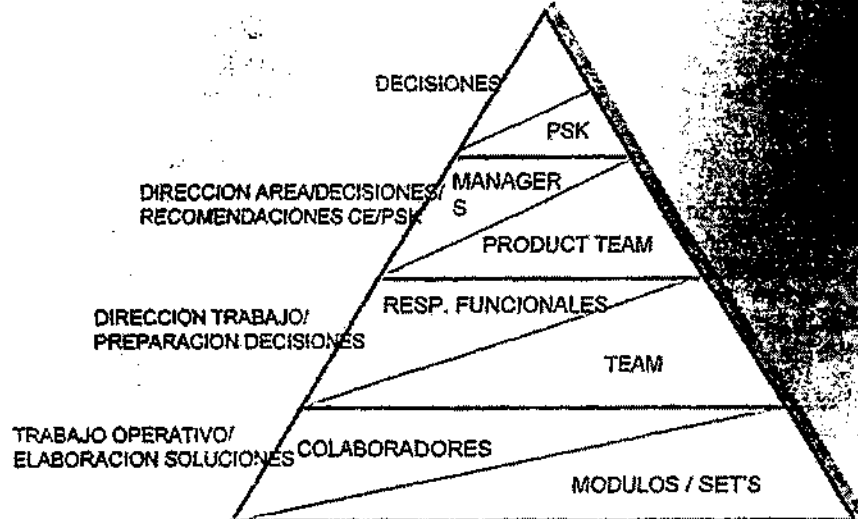 DECISIONES
PSK
DIRECCION AREA/DECISIONES/
RECOMENDACIONES CE/PSK
MANAGER
S
PRODUCT TEAM
RESP. FUNCIONALES
DIRECCION TRABAJO/
PREPARACION DECISIONES
TEAM
TRABAJO OPERATIVO/
ELABORACION SOLUCIONES
COLABORADORES
MODULOS / SET'S